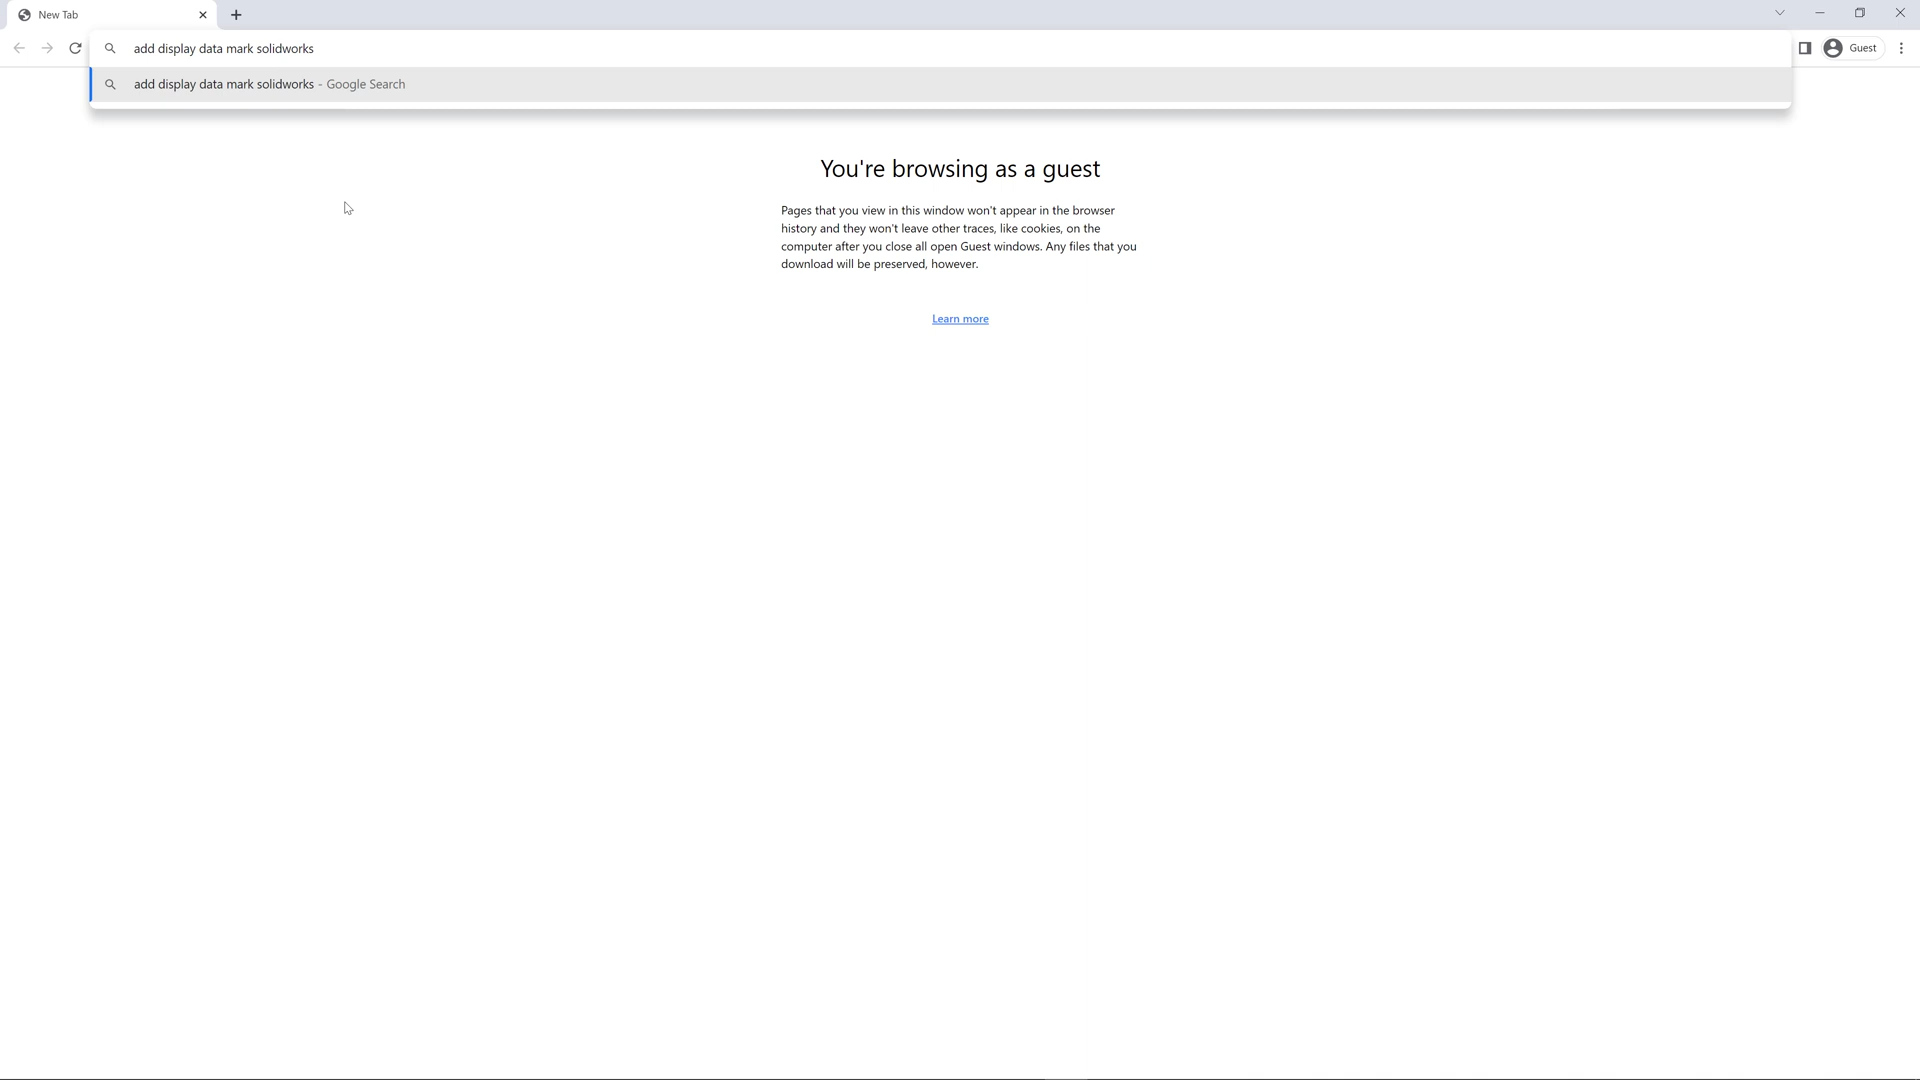 New Tab
add display data mark solidworks
Guest
add display data mark solidworks - Google Search
You're browsing as a guest
Pages that you view in this window won't appear in the browser
history and they won't leave other traces, like cookies, on the
computer after you close all open Guest windows. Any files that you
download will be preserved, however.
Learn more